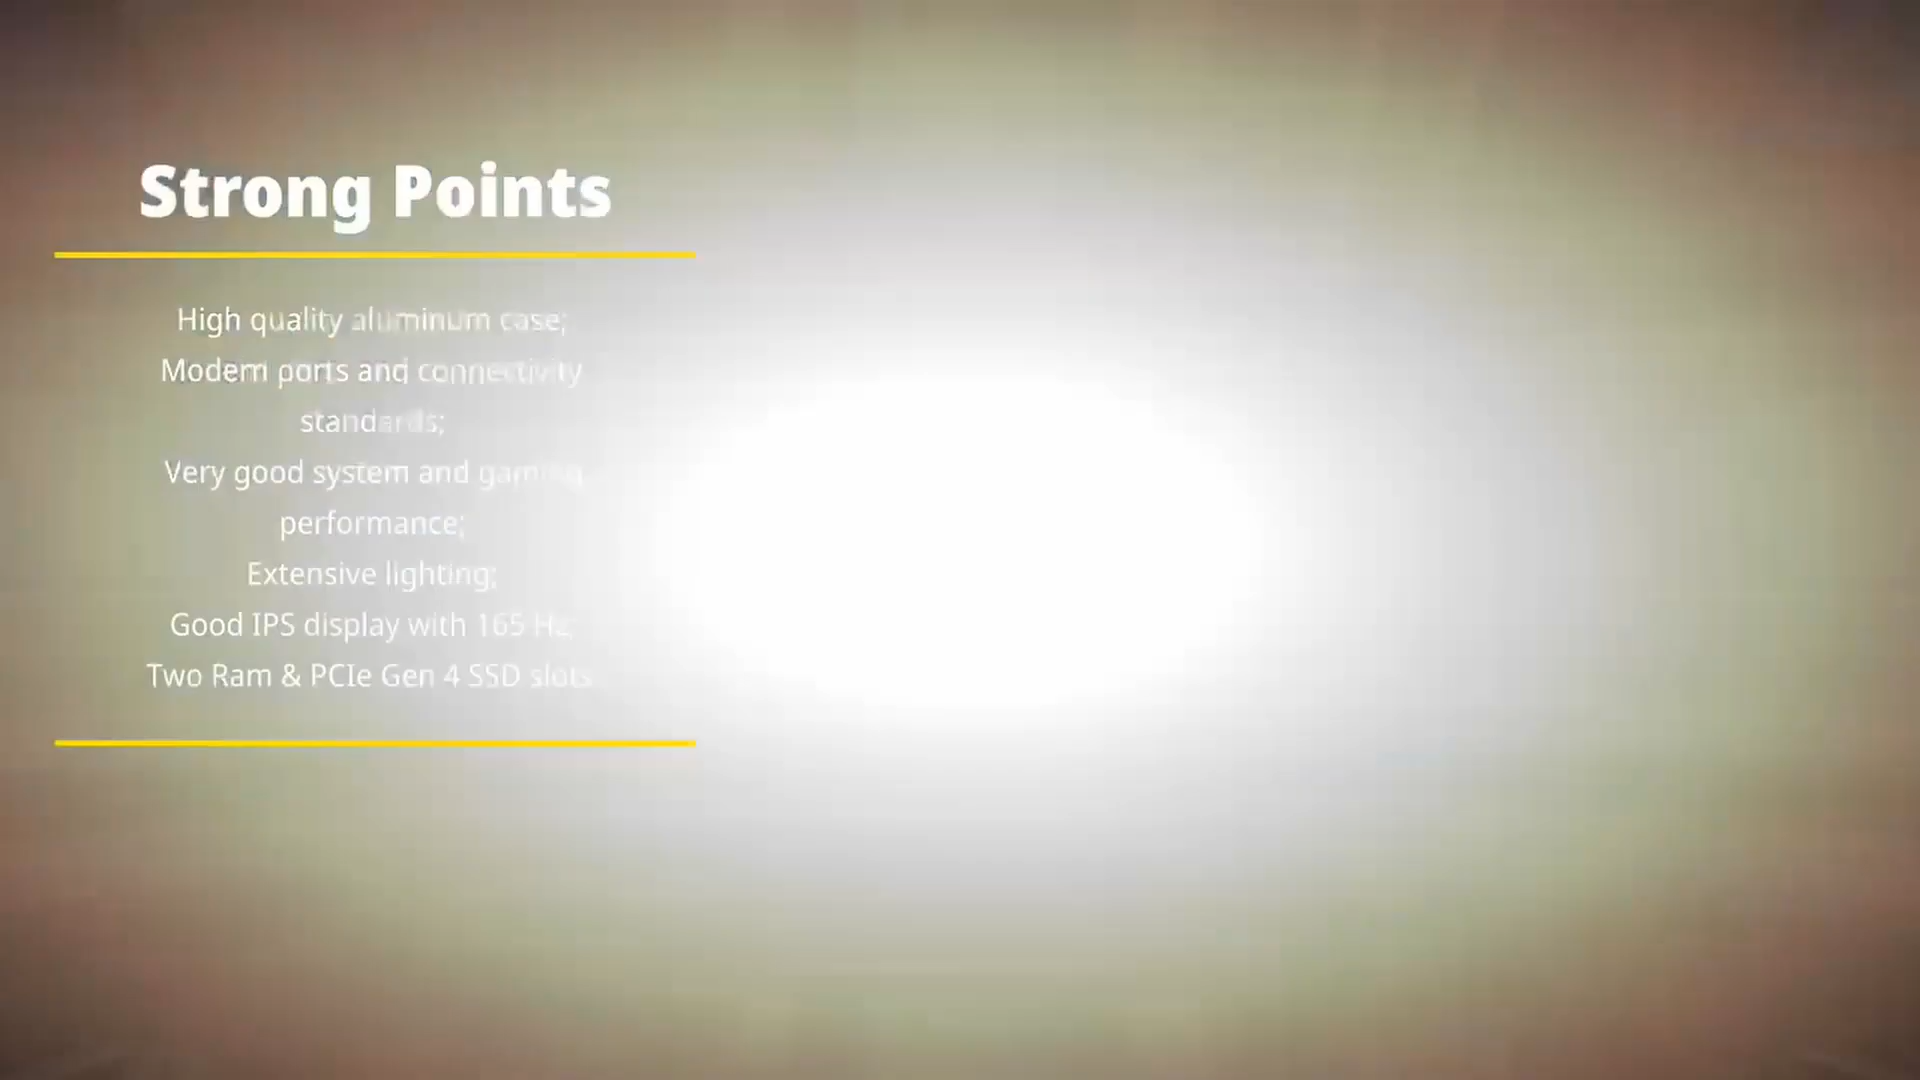 Strong Points
High quality aluminum case;
Modern ports and connectivity
standards;
Very good system and gaming
performance;
Extensive lighting;
Good IPS display with 165 Hz;
Two Ram & PCIe Gen 4 SSD slots